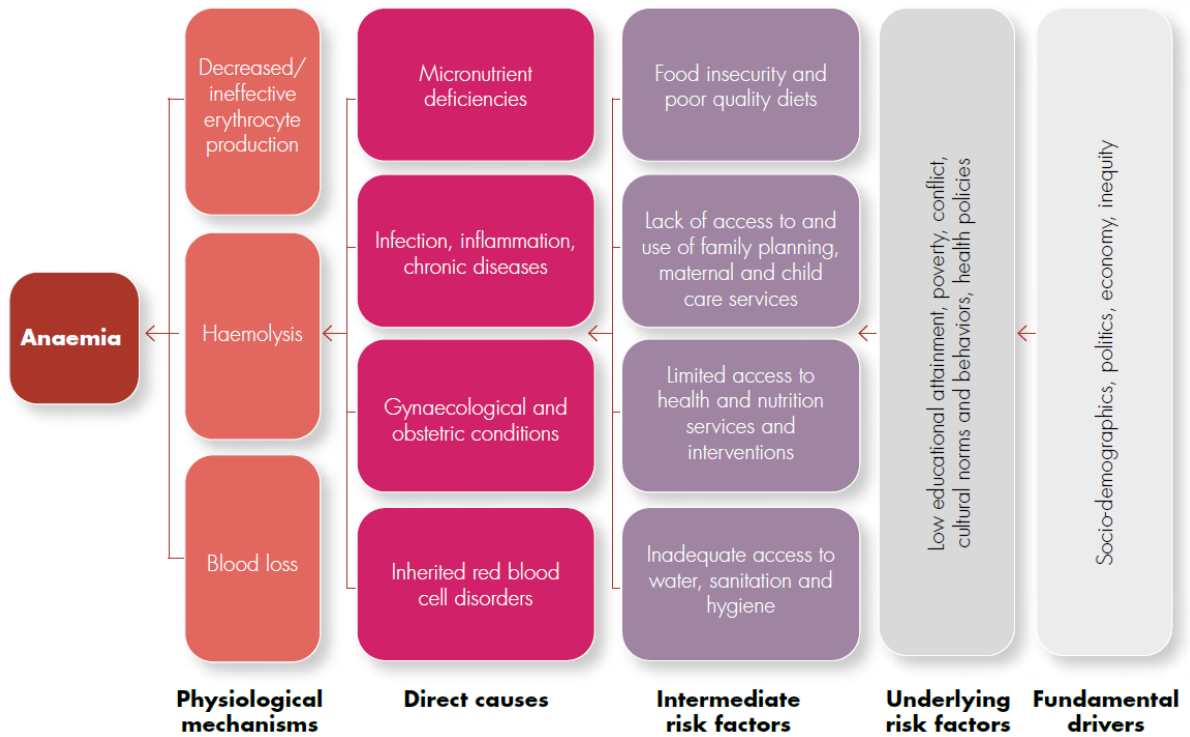 Anaemia
Decreased/
ineffective
erythrocyte
production
Haemolysis
Blood loss
Physiological
mechanisms
Micronutrient
deficiencies
Infection, inflammation,
chronic diseases
Gynaecological and
obstetric conditions
Inherited red blood
cell disorders
Direct causes
Food insecurity and
poor quality diets
Lack of access to and
use of family planning,
maternal and child
care services
Limited access to
health and nutrition
services and
interventions
Inadequate access to
water, sanitation and
hygiene
Intermediate
risk factors
Low educational attainment, poverty, conflict,
cultural norms and behaviors, health policies
Underlying
risk factors
Socio-demographics, politics, economy, inequity
Fundamental
drivers